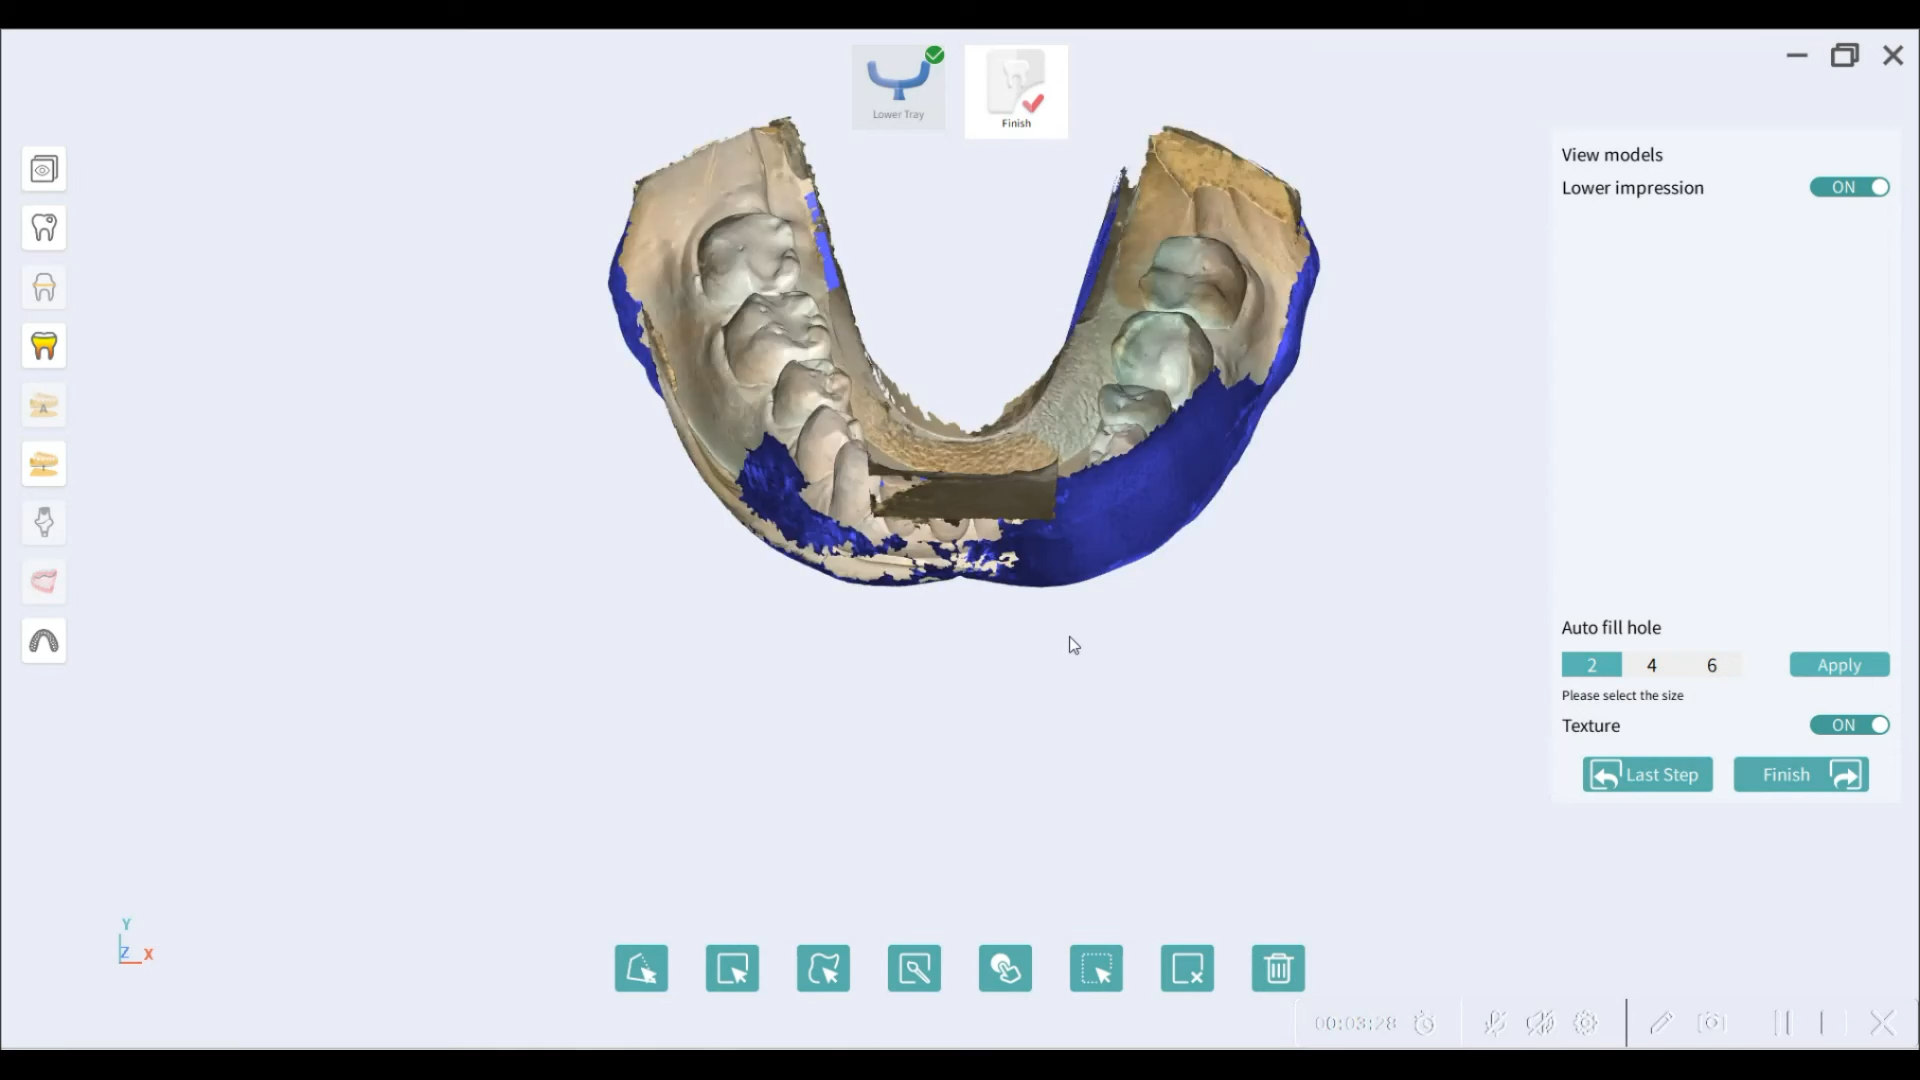 Lower Tray
Finish
View models
Lower impression ON
A
Auto fill hole
2 4 6 Apply
Please select the size
Texture ON
Last Step Finish
Y
Z X
00:03:28